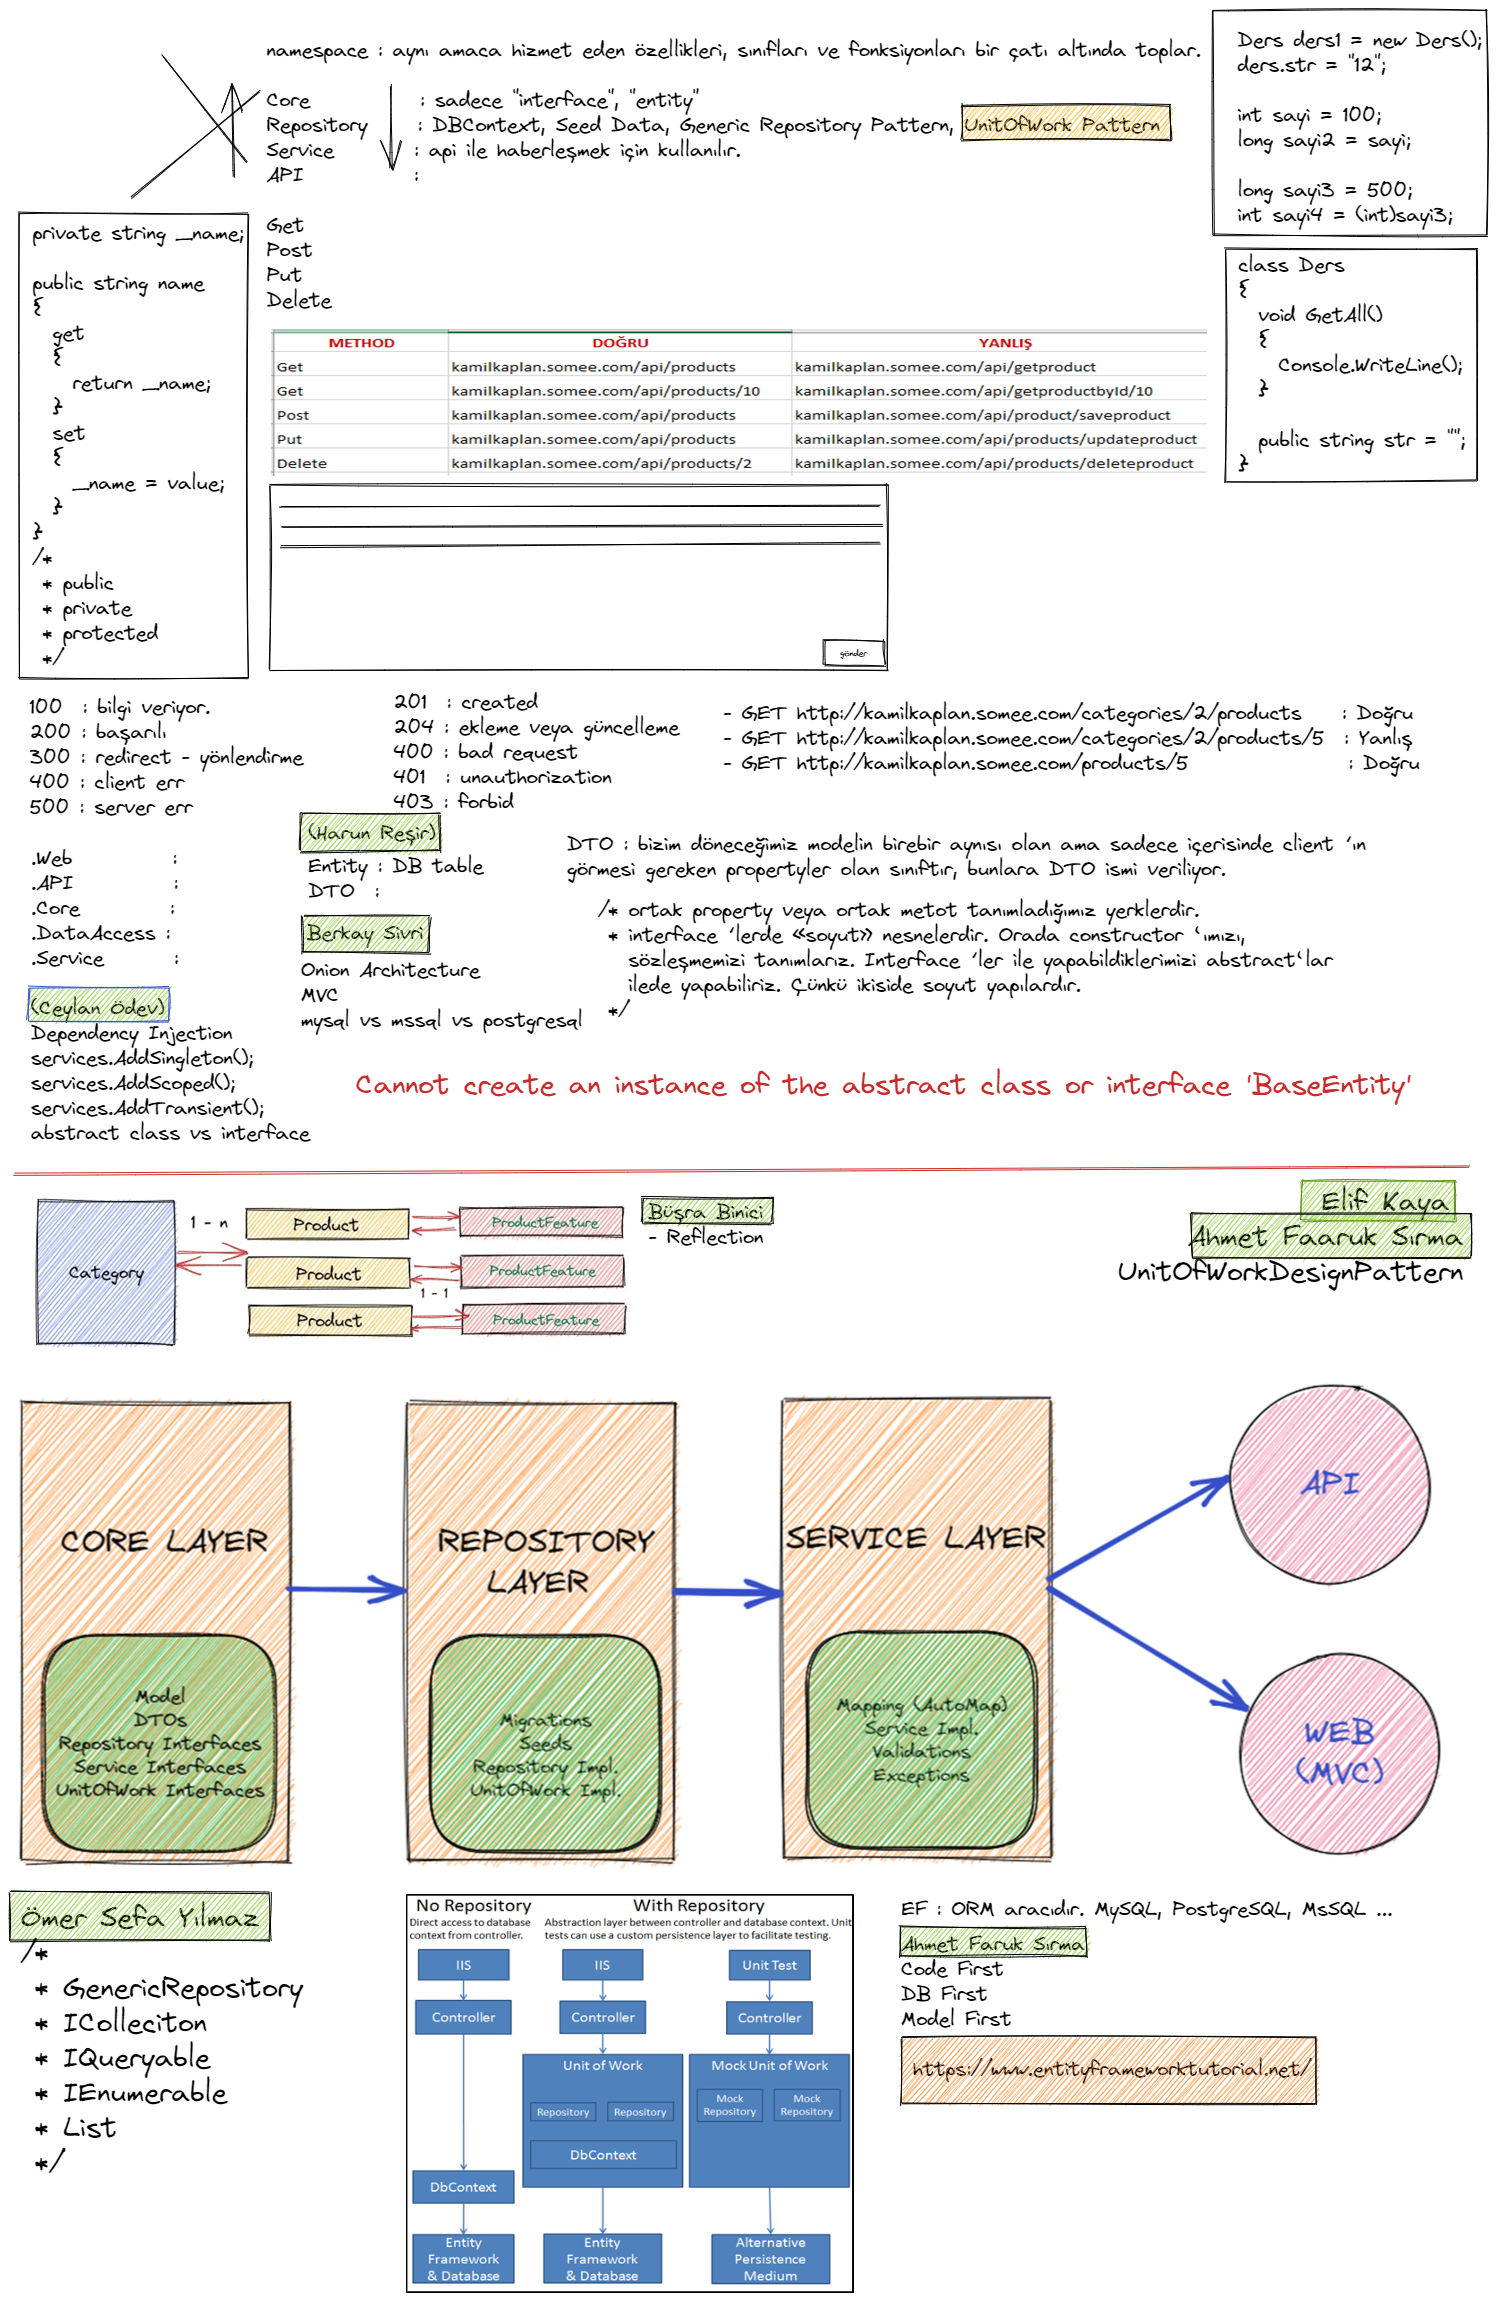 namespace : aynı amaca hizmet eden özellikleri, sınıfları ve fonksiyonları bir çatı altında toplar.
Core : sadece "interface", "entity"
Repository : DBContext, Seed Data, Generic Repository Pattern, UnitOfWork Pattern
Service : api ile haberleşmek için kullanılır.
API :
Get
Post
Put
Delete
Ders ders1 = new Ders();
ders.str = "12";
int sayi = 100;
long sayi2 = sayi;
long sayi3 = 500;
int sayi4 = (int)sayi3;
private string _name;
public string name
{
get
{
return _name;
}
set
{
_name = value;
}
}
/*
* public
* private
* protected
*/
class Ders
{
void GetAll()
{
Console.WriteLine();
}
public string str = "";
}
METHOD DOĞRU YANLIŞ
Get kamilkaplan.somee.com/api/products kamilkaplan.somee.com/api/getproduct
Get kamilkaplan.somee.com/api/products/10 kamilkaplan.somee.com/api/getproductbyId/10
Post kamilkaplan.somee.com/api/products kamilkaplan.somee.com/api/product/saveproduct
Put kamilkaplan.somee.com/api/products kamilkaplan.somee.com/api/products/updateproduct
Delete kamilkaplan.somee.com/api/products/2 kamilkaplan.somee.com/api/products/deleteproduct
gönder
100 : bilgi veriyor.
200 : başarılı
300 : redirect - yönlendirme
400 : client err
500 : server err
201 : created
204 : ekleme veya güncelleme
400 : bad request
401 : unauthorization
403 : forbid
- GET http://kamilkaplan.somee.com/categories/2/products : Doğru
- GET http://kamilkaplan.somee.com/categories/2/products/5 : Yanlış
- GET http://kamilkaplan.somee.com/products/5 : Doğru
.Web :
.API :
.Core :
.DataAccess :
.Service :
(Harun Reşir)
Entity : DB table
DTO :
Berkay Sivri
Onion Architecture
MVC
mysql vs mssql vs postgresql
DTO : bizim döneceğimiz modelin birebir aynısı olan ama sadece içerisinde client 'ın
görmesi gereken propertyler olan sınıftır, bunlara DTO ismi veriliyor.
/* ortak property veya ortak metot tanımladığımız yerklerdir.
* interface 'lerde «soyut» nesnelerdir. Orada constructor 'ımızı,
sözleşmemizi tanımlarız. Interface 'ler ile yapabildiklerimizi abstract'lar
ilede yapabiliriz. Çünkü ikiside soyut yapılardır.
*/
(Ceylan Ödev)
Dependency Injection
services.AddSingleton();
services.AddScoped();
services.AddTransient();
abstract class vs interface
Cannot create an instance of the abstract class or interface 'BaseEntity'
Category
1 - n
Product
ProductFeature
Product
ProductFeature
1 - 1
Product
ProductFeature
Büşra Binici
- Reflection
Elif Kaya
Ahmet Faaruk Sırma
UnitOfWorkDesignPattern
CORE LAYER
Model
DTOs
Repository Interfaces
Service Interfaces
UnitOfWork Interfaces
REPOSITORY
LAYER
Migrations
Seeds
Repository Impl.
UnitOfWork Impl.
SERVICE LAYER
Mapping (AutoMap)
Service Impl.
Validations
Exceptions
API
WEB
(MVC)
Ömer Sefa Yılmaz
/*
* GenericRepository
* IColleciton
* IQueryable
* IEnumerable
* List
*/
No Repository
Direct access to database
context from controller.
IIS
Controller
DbContext
Entity
Framework
& Database
With Repository
Abstraction layer between controller and database context. Unit
tests can use a custom persistence layer to facilitate testing.
IIS
Controller
Unit of Work
Repository Repository
DbContext
Entity
Framework
& Database
Unit Test
Controller
Mock Unit of Work
Mock
Repository
Mock
Repository
Alternative
Persistence
Medium
EF : ORM aracıdır. MySQL, PostgreSQL, MsSQL ...
Ahmet Faruk Sırma
Code First
DB First
Model First
https://www.entityframeworktutorial.net/